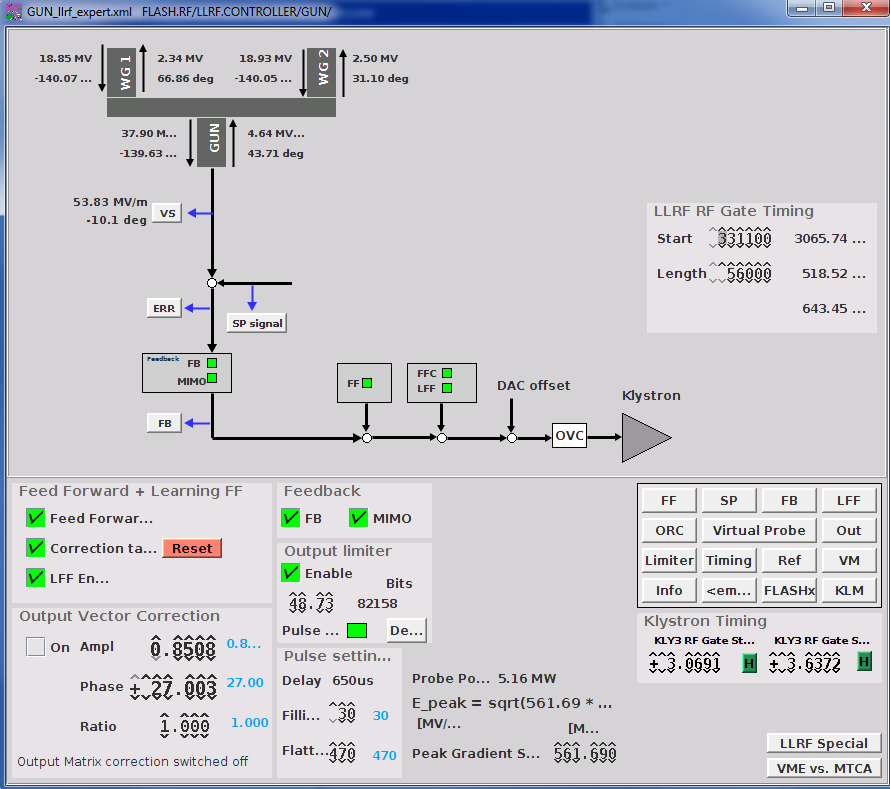 GUN_llrf_expert.xml FLASH.RF/LLRF.CONTROLLER/GUN/
18.85 MV
-140.07 ...
WG 1
2.34 MV
66.86 deg
18.93 MV
-140.05 ...
WG 2
2.50 MV
31.10 deg
37.90 M...
-139.63 ...
GUN
4.64 MV...
43.71 deg
53.83 MV/m
-10.1 deg
VS
LLRF RF Gate Timing
Start 331100 3065.74 ...
Length 56000 518.52 ...
643.45 ...
ERR
SP signal
Feedback
FB
MIMO
FF
FFC
LFF
DAC offset
Klystron
FB
OVC
Feed Forward + Learning FF
Feed Forwar...
Correction ta... Reset
LFF En...
Output Vector Correction
On Ampl 0.8508 0.8...
Phase +27.003 27.00
Ratio 1.000 1.000
Output Matrix correction switched off
Feedback
FB MIMO
Output limiter
Enable
Bits
48.73 82158
Pulse ... De...
Pulse settin...
Delay 650us
Filli... 30 30
Flatt... 470 470
Probe Po... 5.16 MW
E_peak = sqrt(561.69 * ...
[MV/...
[M...
Peak Gradient S... 561.690
FF SP FB LFF
ORC Virtual Probe Out
Limiter Timing Ref VM
Info <em... FLASHx KLM
Klystron Timing
KLY3 RF Gate St... KLY3 RF Gate S...
+ 3.0691 H + 3.6372 H
LLRF Special
VME vs. MTCA